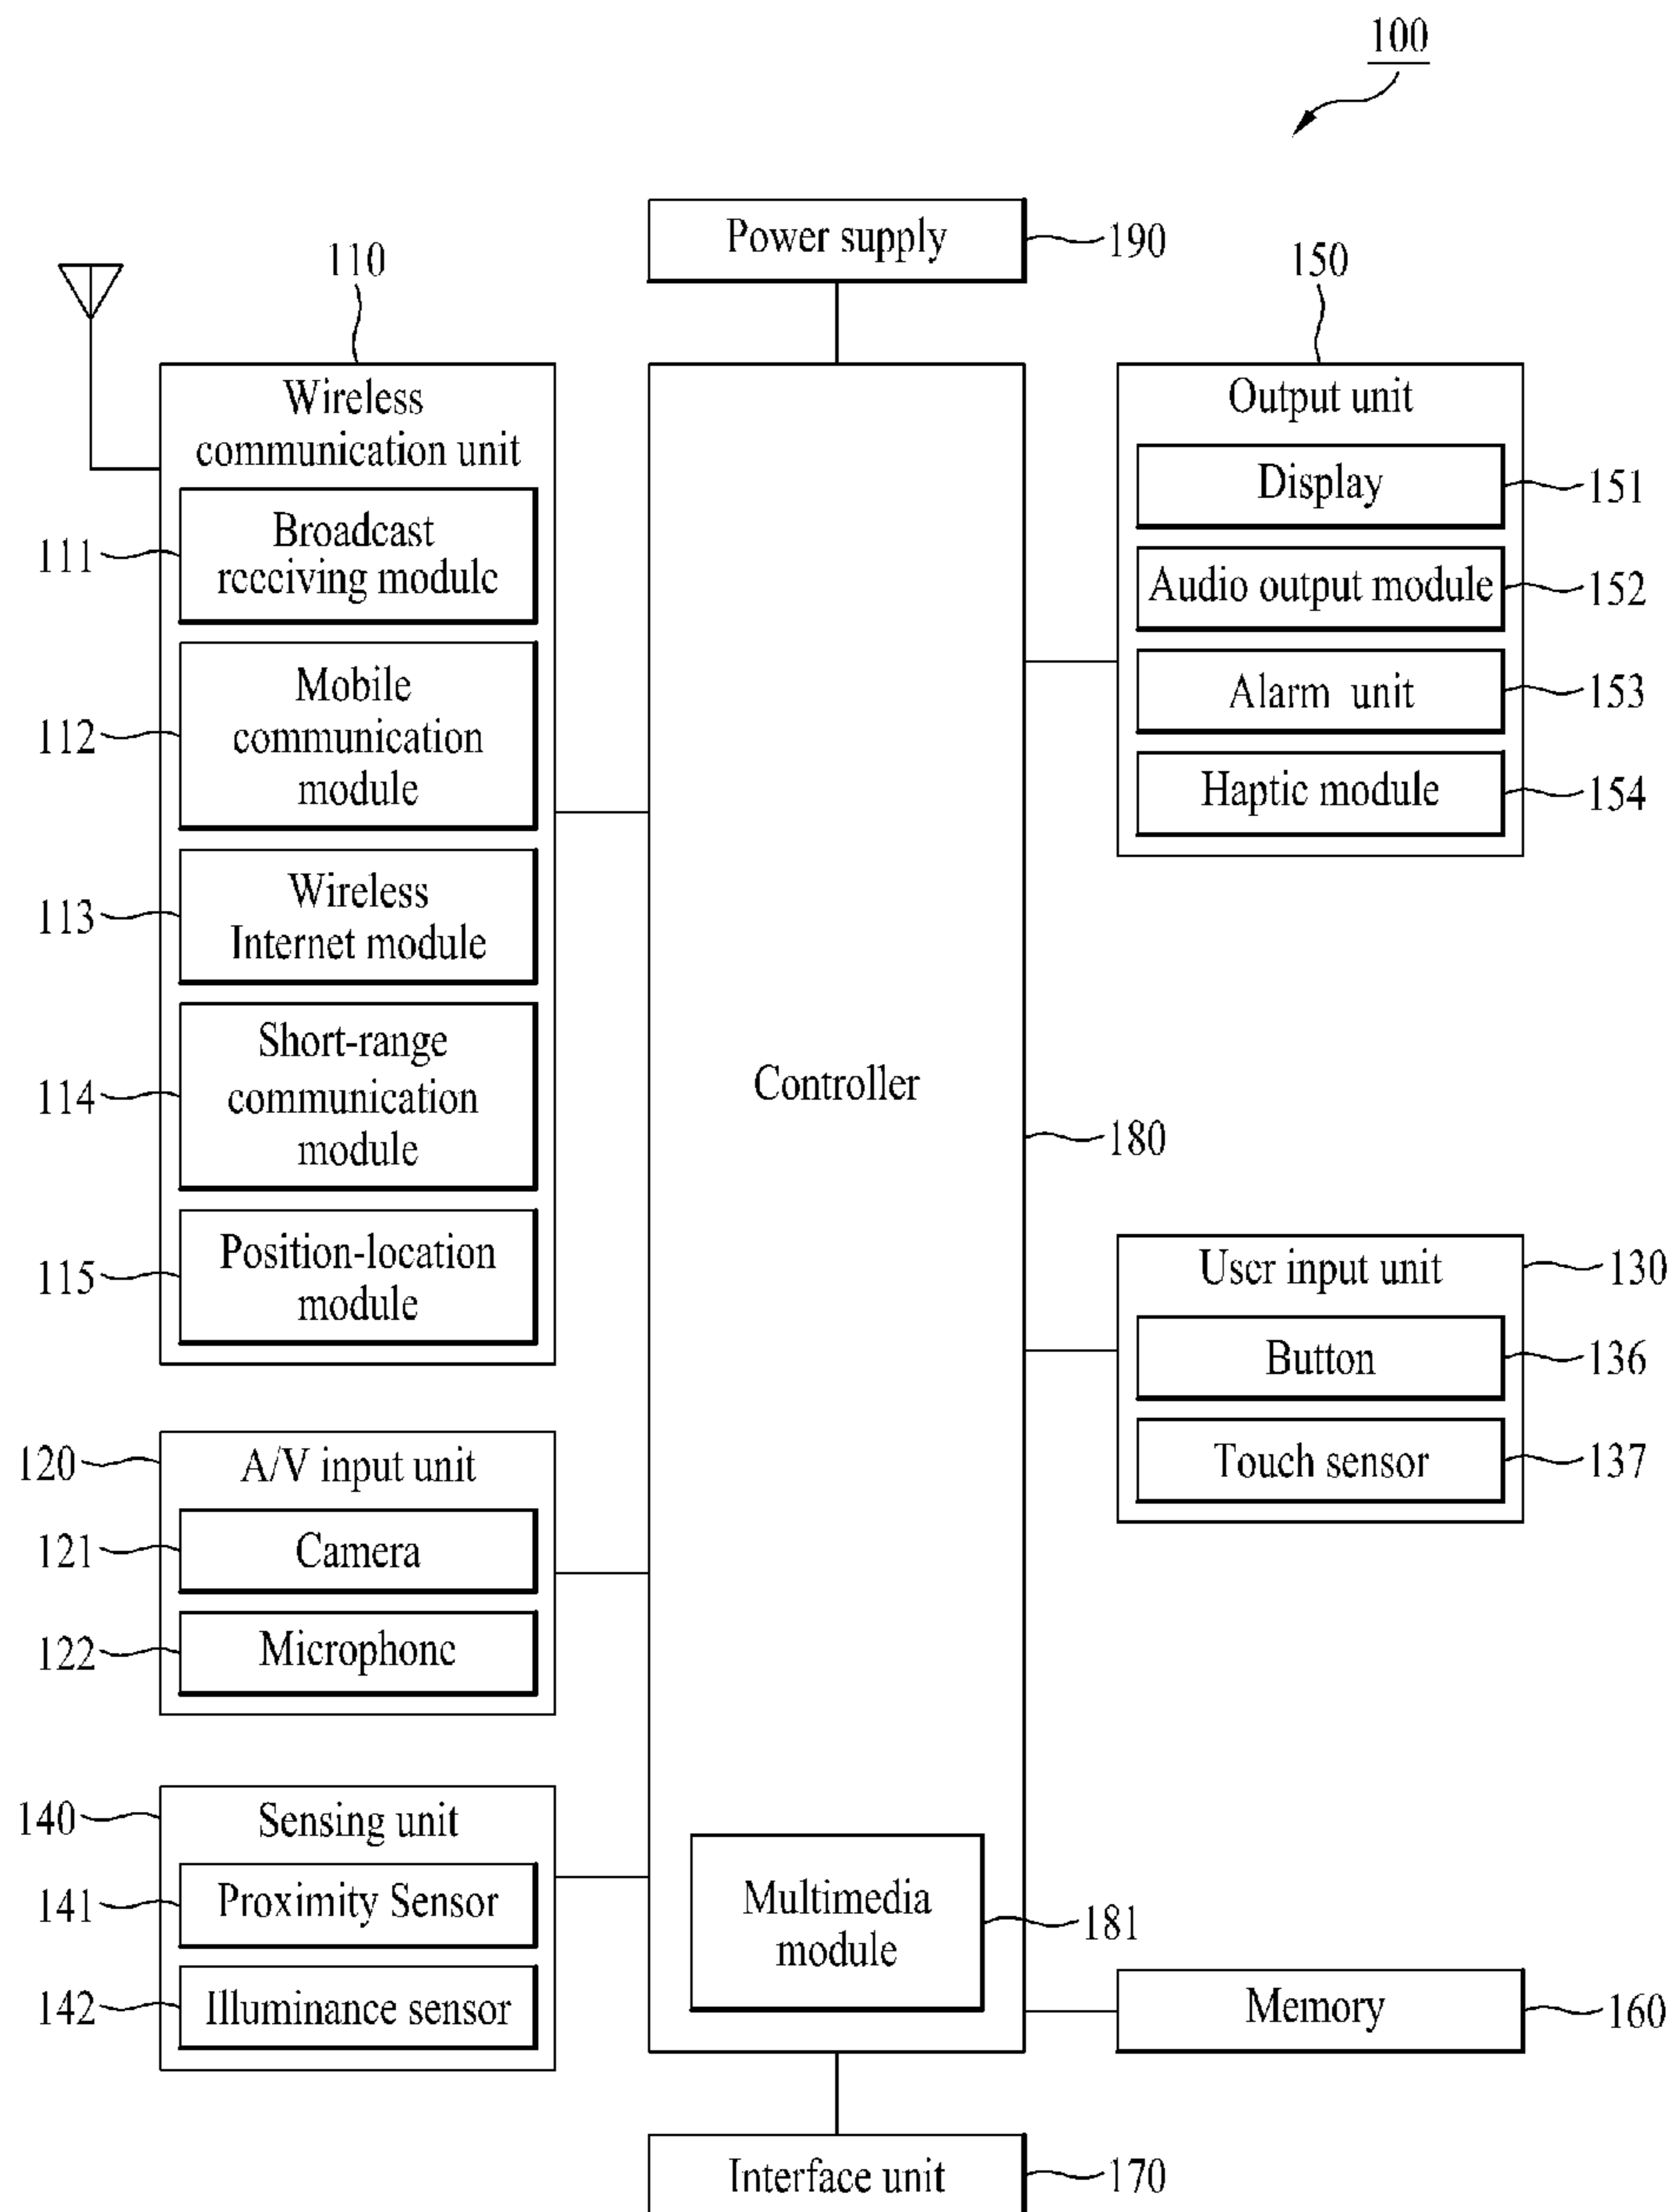 100
Power supply
190
110
Wireless
communication unit
111
Broadcast
receiving module
112
Mobile
communication
module
113
Wireless
Internet module
114
Short-range
communication
module
115
Position-location
module
120
A/V input unit
121
Camera
122
Microphone
140
Sensing unit
141
Proximity Sensor
142
Illuminance sensor
Controller
180
Multimedia
module
181
150
Output unit
Display
151
Audio output module
152
Alarm unit
153
Haptic module
154
User input unit
130
Button
136
Touch sensor
137
Memory
160
Interface unit
170